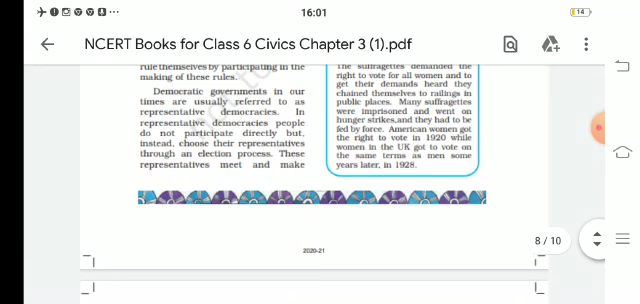 16:01
14
NCERT Books for Class 6 Civics Chapter 3 (1).pdf
rule themselves by participating in the
making of these rules.
Democratic governments in our
times are usually referred to as
representative democracies. In
representative democracies people
do not participate directly but,
instead, choose their representatives
through an election process. These
representatives meet and make
The suffragettes demanded the
right to vote for all women and to
get their demands heard they
chained themselves to railings in
public places. Many suffragettes
were imprisoned and went on
hunger strikes, and they had to be
fed by force. American women got
the right to vote in 1920 while
women in the UK got to vote on
the same terms as men some
years later, in 1928.
2020-21
8 / 10